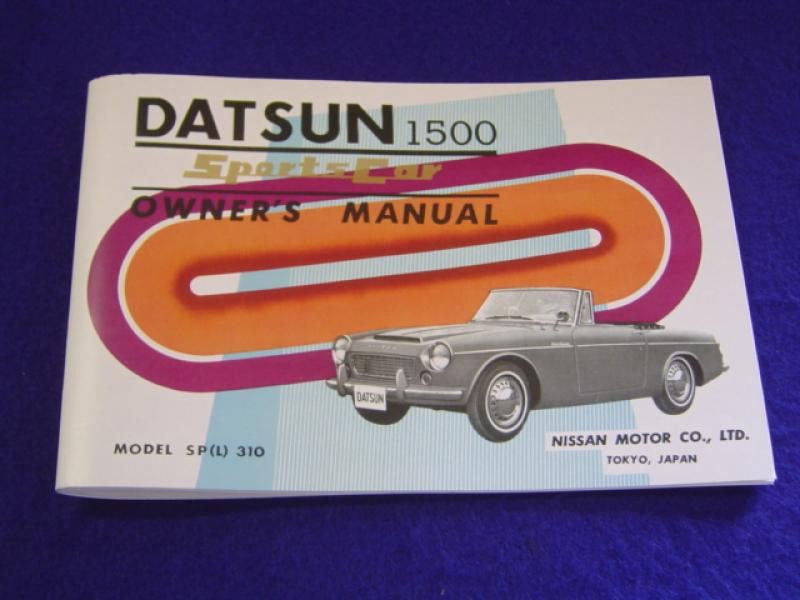 DATSUN 1500
Sports Car
OWNER'S MANUAL
DATSUN
MODEL SP(L) 310
NISSAN MOTOR CO., LTD.
TOKYO, JAPAN